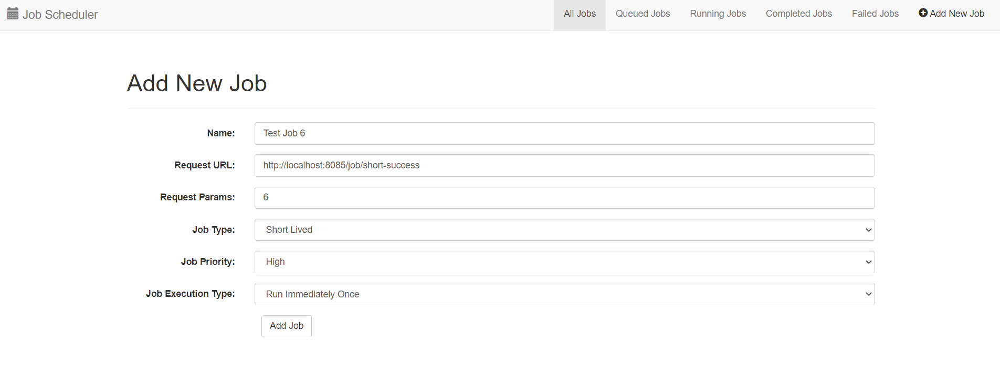 Job Scheduler All Jobs Queued Jobs Running Jobs Completed Jobs Failed Jobs Add New Job
Add New Job
Name: Test Job 6
Request URL: http://localhost:8085/job/short-success
Request Params: 6
Job Type: Short Lived
Job Priority: High
Job Execution Type: Run Immediately Once
Add Job